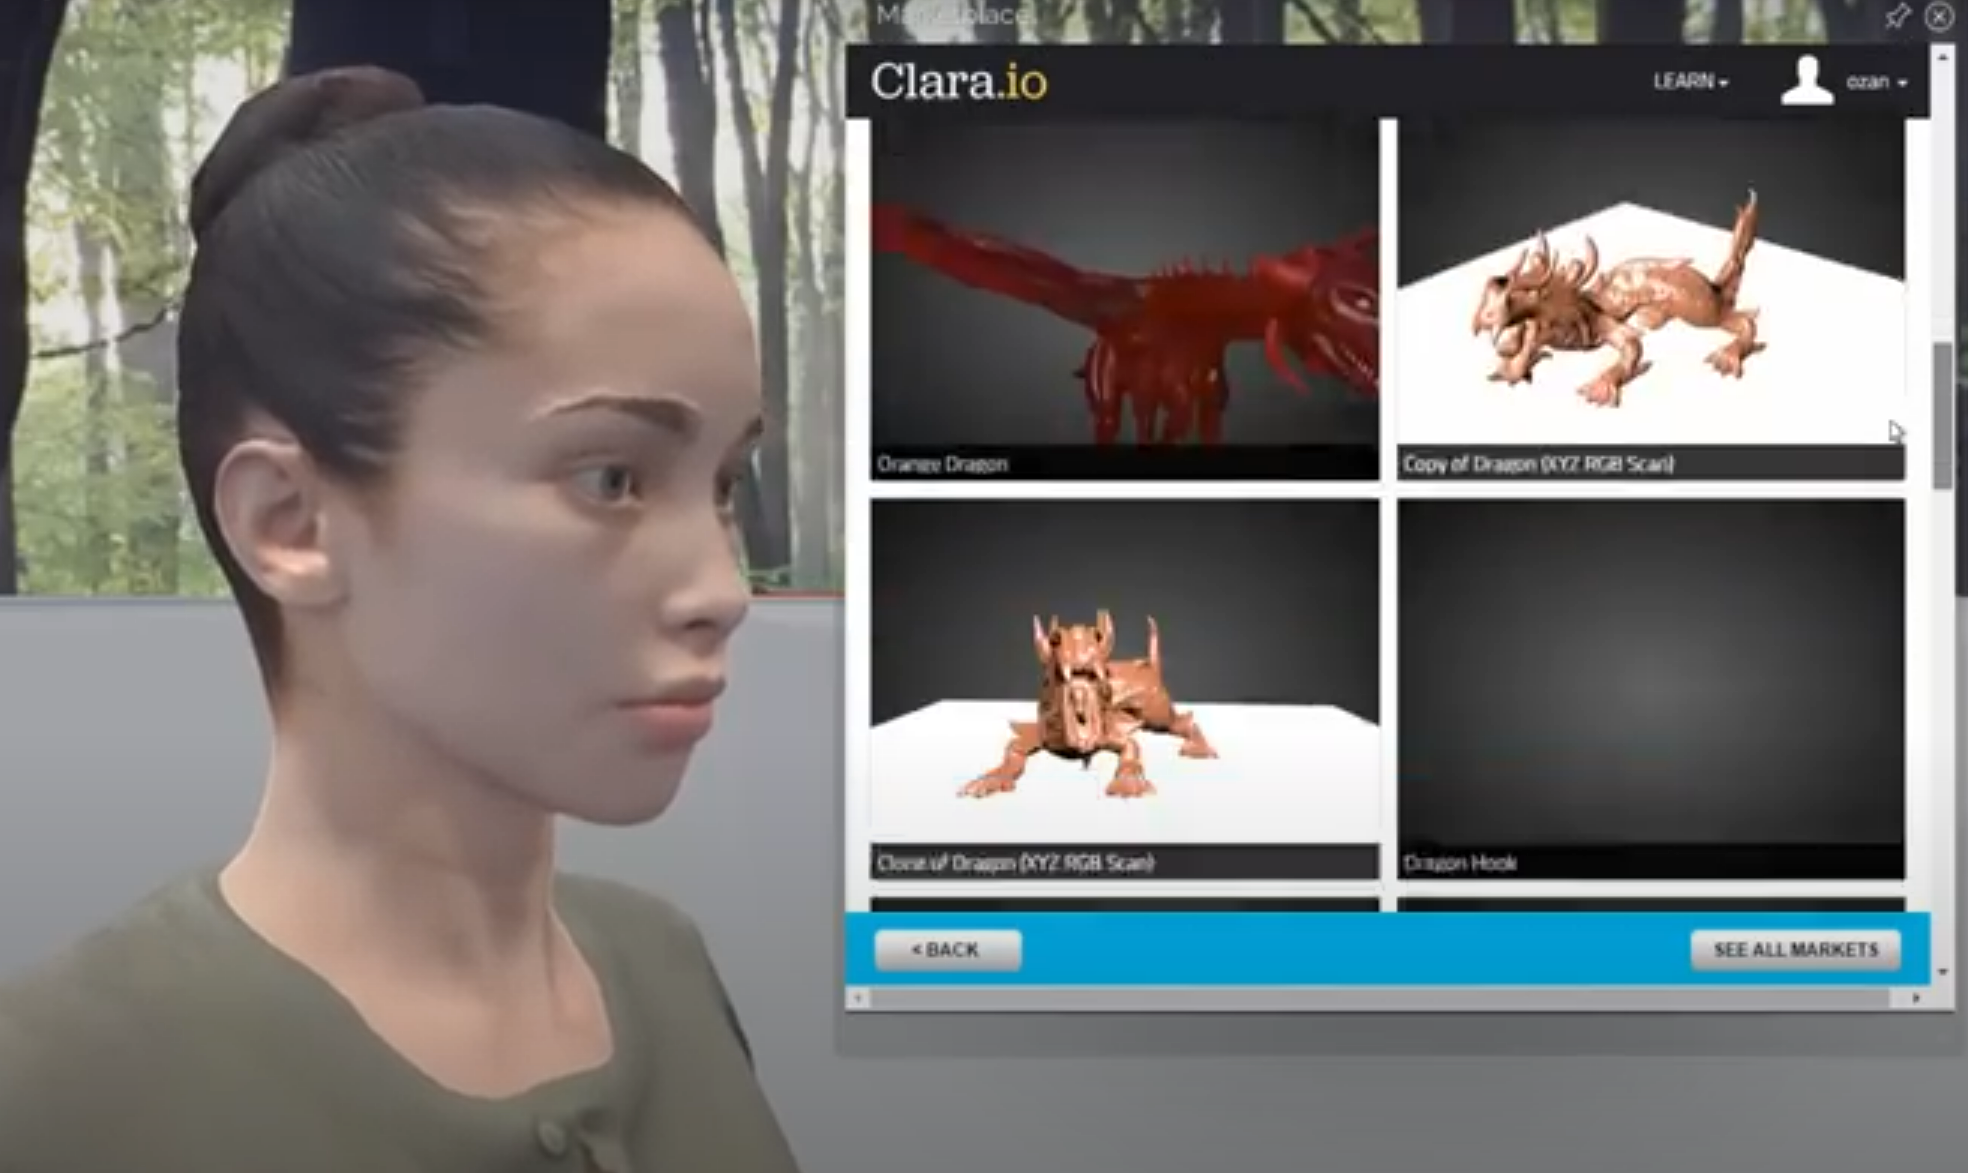 Marketplace
Clara.io
LEARN
ozan
Orange Dragon
Copy of Dragon (XYZ RGB Scan)
Clone of Dragon (XYZ RGB Scan)
Dragon Hook
< BACK
SEE ALL MARKETS